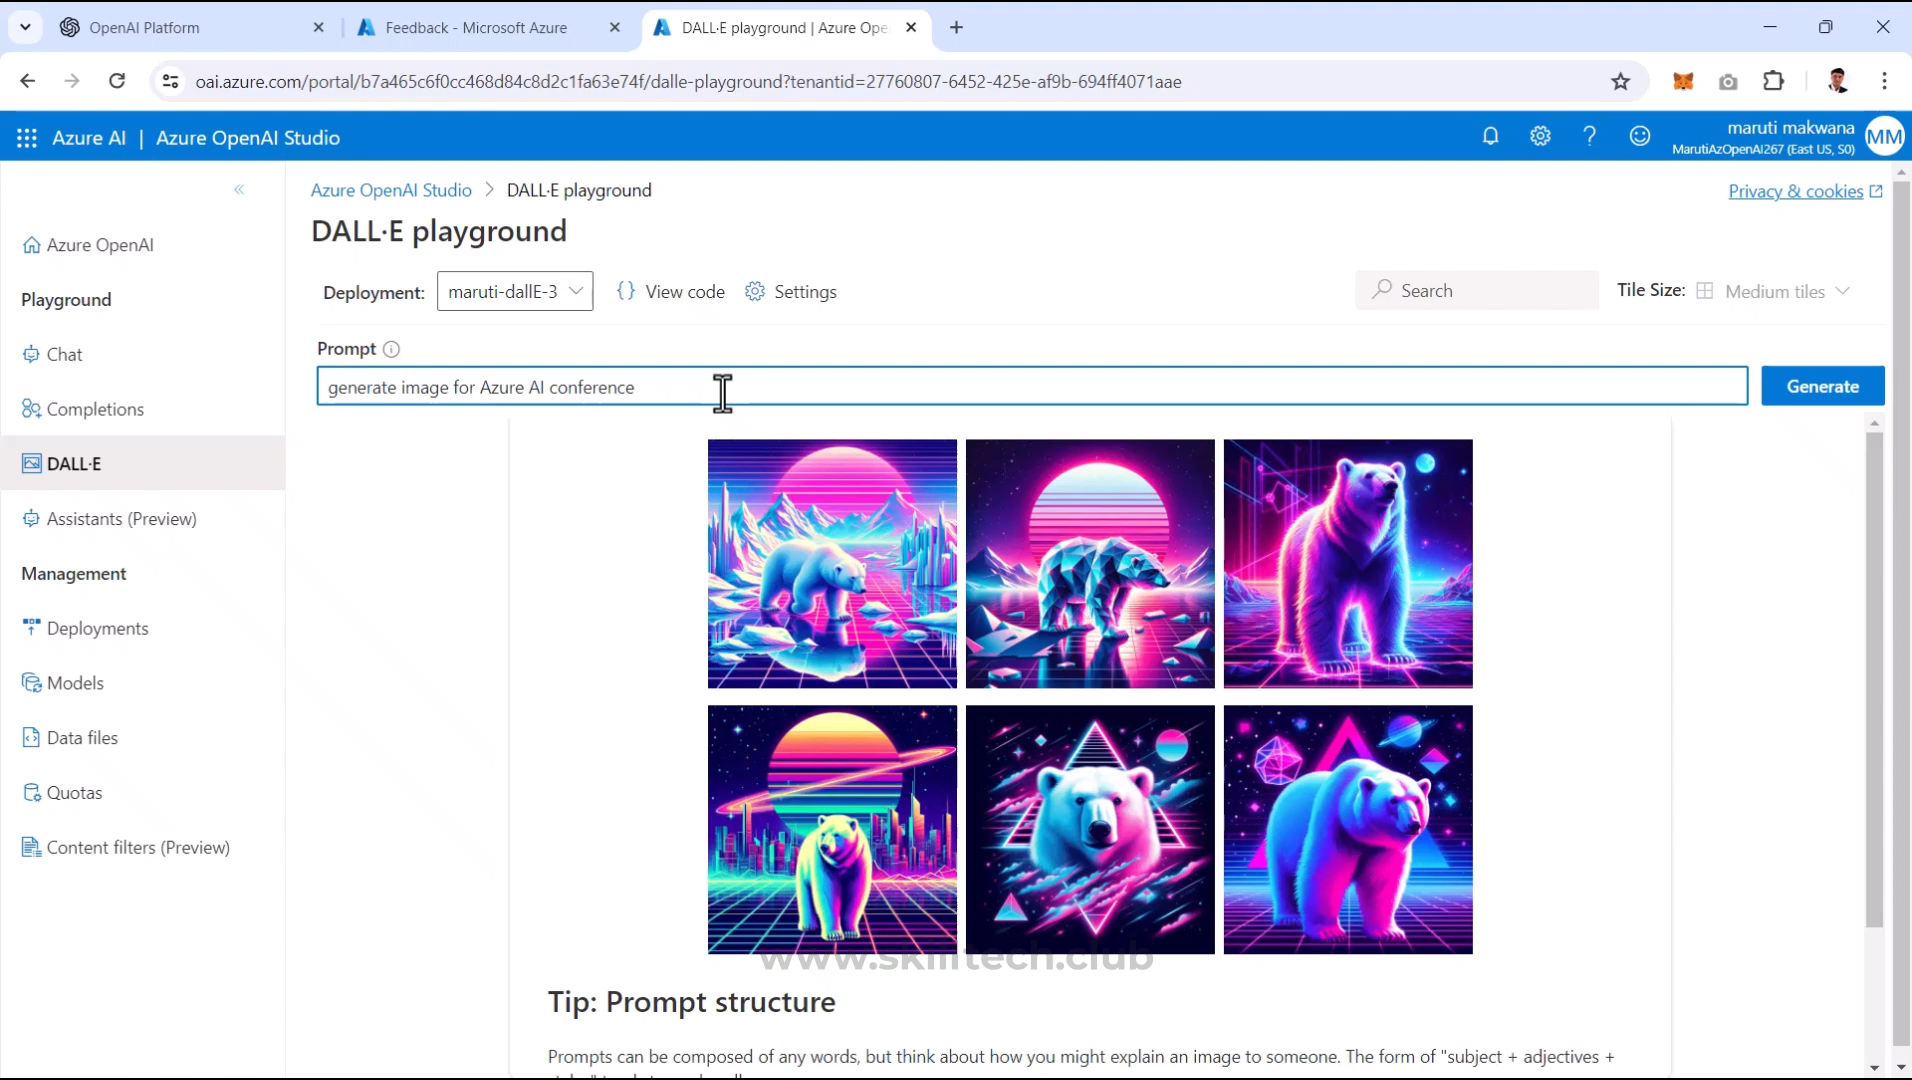 OpenAI Platform
Feedback - Microsoft Azure
DALL·E playground | Azure Ope
oai.azure.com/portal/b7a465c6f0cc468d84c8d2c1fa63e74f/dalle-playground?tenantid=27760807-6452-425e-af9b-694ff4071aae
Azure AI | Azure OpenAI Studio
maruti makwana
MarutiAzOpenAI267 (East US, S0)
MM
Azure OpenAI Studio > DALL·E playground
Privacy & cookies
DALL·E playground
Deployment: maruti-dallE-3 {} View code Settings
Search
Tile Size: Medium tiles
Prompt
generate image for Azure AI conference
Generate
Azure OpenAI
Playground
Chat
Completions
DALL·E
Assistants (Preview)
Management
Deployments
Models
Data files
Quotas
Content filters (Preview)
www.skilltech.club
Tip: Prompt structure
Prompts can be composed of any words, but think about how you might explain an image to someone. The form of "subject + adjectives +